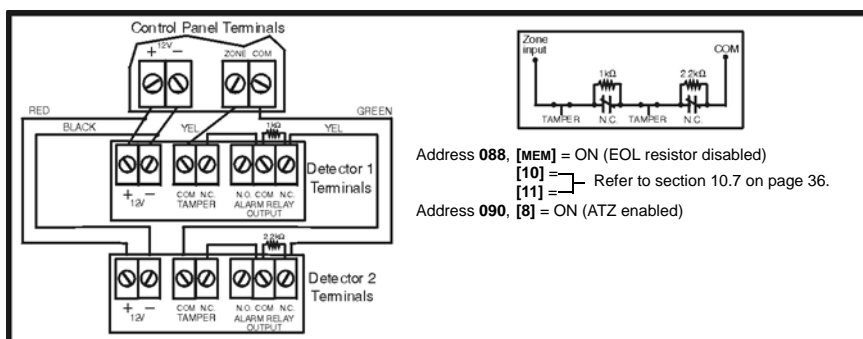 Control Panel Terminals
12V
+ −
ZONE COM
RED
GREEN
BLACK
YEL
1kΩ
YEL
Detector 1
Terminals
COM N.C.
N.O. COM N.C.
+ −
12V
TAMPER
ALARM RELAY
OUTPUT
2.2kΩ
Detector 2
Terminals
+ −
12V
COM N.C.
TAMPER
N.O. COM N.C.
ALARM RELAY
OUTPUT
Zone
input
COM
1kΩ
2.2kΩ
TAMPER N.C. TAMPER N.C.
Address 088, [MEM] = ON (EOL resistor disabled)
[10] =
[11] =
Refer to section 10.7 on page 36.
Address 090, [8] = ON (ATZ enabled)